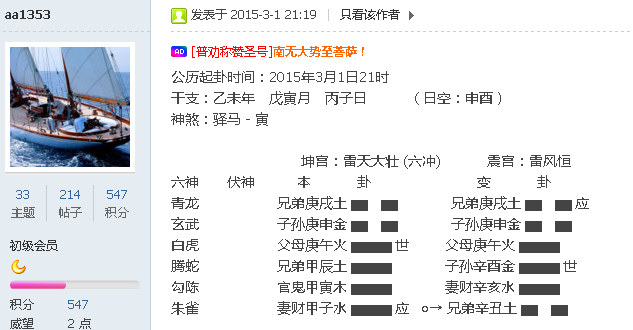 aa1353
33 214 547
主题 帖子 积分
初级会员
积分 547
威望 2 点
发表于 2015-3-1 21:19 | 只看该作者
AD [普劝称赞圣号]南无大势至菩萨！
公历起卦时间：2015年3月1日21时
干支：乙未年 戊寅月 丙子日 （日空：申酉）
神煞：驿马－寅
坤宫：雷天大壮 (六冲) 震宫：雷风恒
六神 伏神 本 卦 变 卦
青龙 兄弟庚戌土 兄弟庚戌土 应
玄武 子孙庚申金 子孙庚申金
白虎 父母庚午火 世 父母庚午火
腾蛇 兄弟甲辰土 子孙辛酉金 世
勾陈 官鬼甲寅木 妻财辛亥水
朱雀 妻财甲子水 应 o→ 兄弟辛丑土